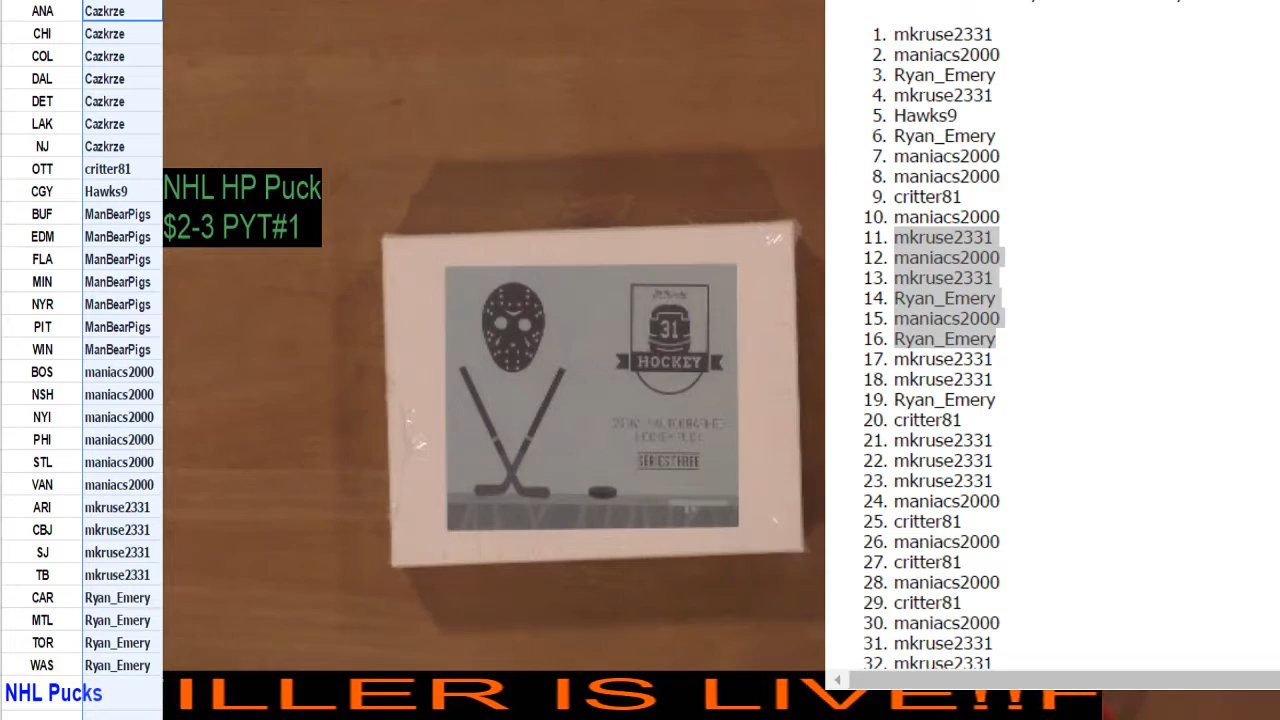 ANA Cazkrze
CHI Cazkrze
COL Cazkrze
DAL Cazkrze
DET Cazkrze
LAK Cazkrze
NJ Cazkrze
OTT critter81
CGY Hawks9
BUF ManBearPigs
EDM ManBearPigs
FLA ManBearPigs
MIN ManBearPigs
NYR ManBearPigs
PIT ManBearPigs
WIN ManBearPigs
BOS maniacs2000
NSH maniacs2000
NYI maniacs2000
PHI maniacs2000
STL maniacs2000
VAN maniacs2000
ARI mkruse2331
CBJ mkruse2331
SJ mkruse2331
TB mkruse2331
CAR Ryan_Emery
MTL Ryan_Emery
TOR Ryan_Emery
WAS Ryan_Emery
NHL Pucks
NHL HP Puck
$2-3 PYT#1
31
HOCKEY
HOCKEY PUCK
SERIES THREE
1. mkruse2331
2. maniacs2000
3. Ryan_Emery
4. mkruse2331
5. Hawks9
6. Ryan_Emery
7. maniacs2000
8. maniacs2000
9. critter81
10. maniacs2000
11. mkruse2331
12. maniacs2000
13. mkruse2331
14. Ryan_Emery
15. maniacs2000
16. Ryan_Emery
17. mkruse2331
18. mkruse2331
19. Ryan_Emery
20. critter81
21. mkruse2331
22. mkruse2331
23. mkruse2331
24. maniacs2000
25. critter81
26. maniacs2000
27. critter81
28. maniacs2000
29. critter81
30. maniacs2000
31. mkruse2331
32. mkruse2331
ILLER IS LIVE!!F